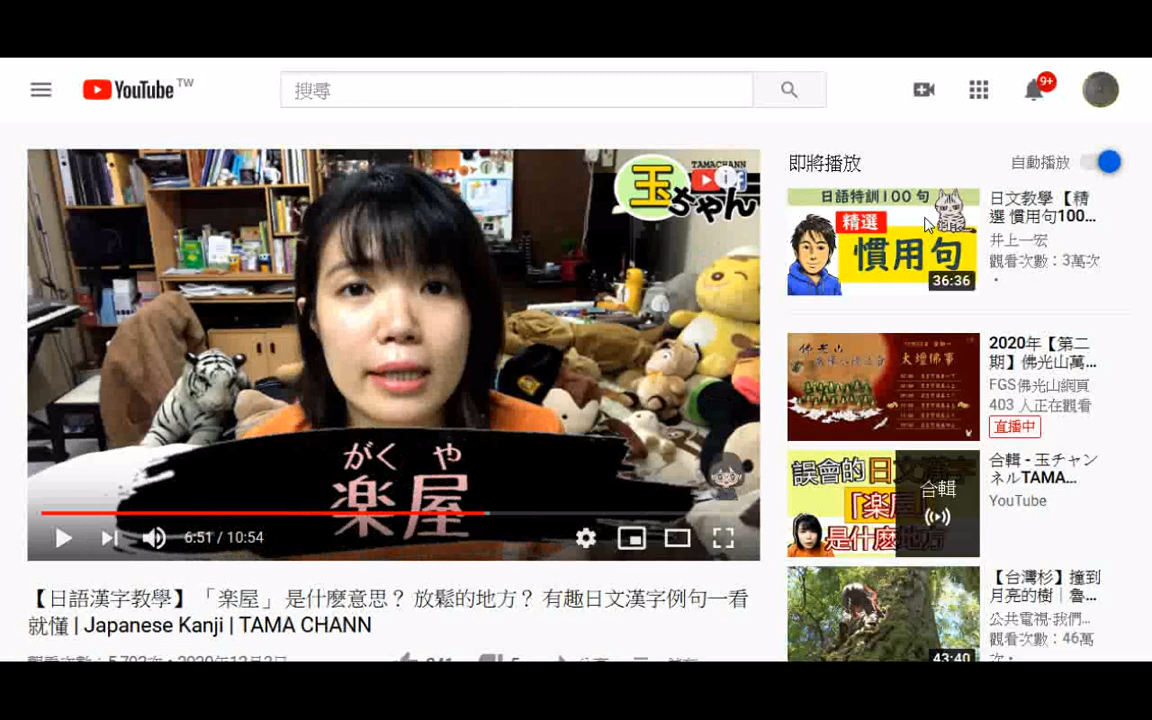 YouTube TW
搜尋
9+
玉ちゃん
TAMACHANN
がくや
楽屋
6:51 / 10:54
【日語漢字教學】「楽屋」是什麼意思？ 放鬆的地方？ 有趣日文漢字例句一看
就懂 | Japanese Kanji | TAMA CHANN
即將播放
自動播放
日語特訓100句
精選
慣用句
36:36
日文教學 【精
選 慣用句100...
井上一宏
觀看次數：3萬次
・
佛光山
大壇佛事
2020年【第二
期】佛光山萬...
FGS佛光山網頁
403 人正在觀看
直播中
誤會的日文漢字
「楽屋」
是什麼地方
合輯
合輯 - 玉チャン
ネルTAMA...
YouTube
43:40
【台灣杉】撞到
月亮的樹｜魯...
公共電視-我們...
觀看次數：46萬
次・